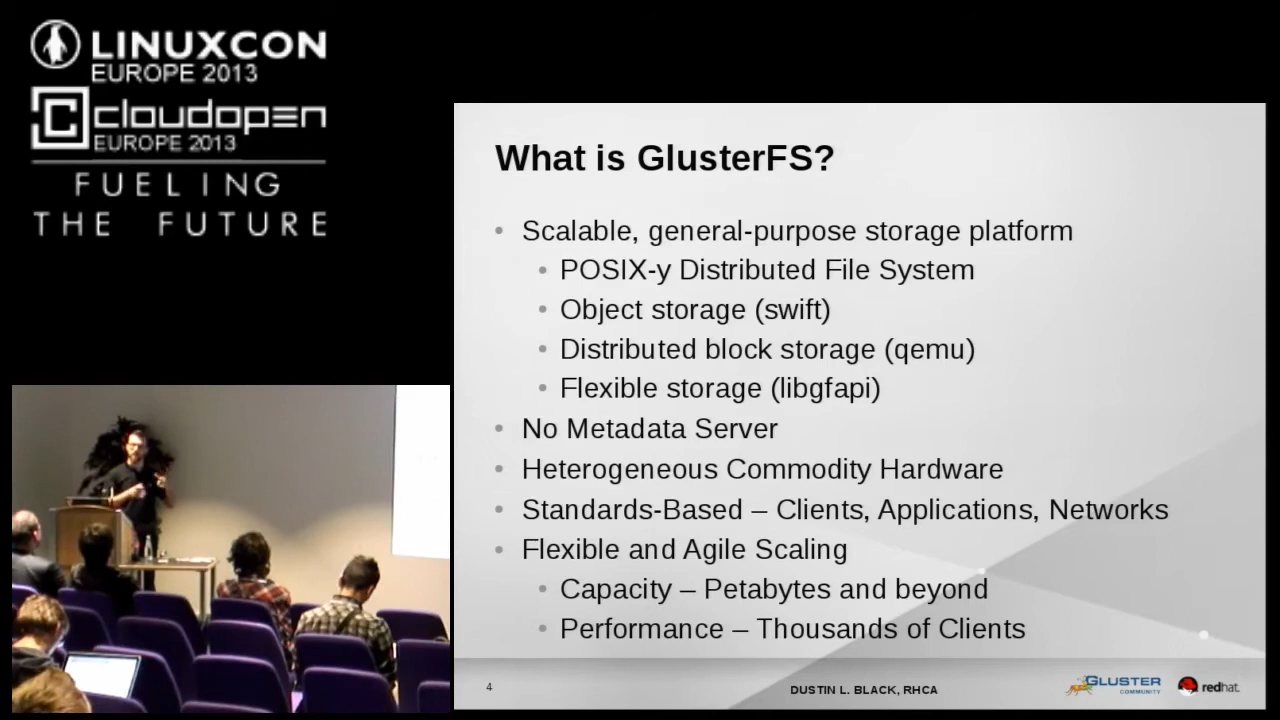 LINUXCON
EUROPE 2013
cloudopen
EUROPE 2013
FUELING
THE FUTURE
What is GlusterFS?
• Scalable, general-purpose storage platform
• POSIX-y Distributed File System
• Object storage (swift)
• Distributed block storage (qemu)
• Flexible storage (libgfapi)
• No Metadata Server
• Heterogeneous Commodity Hardware
• Standards-Based – Clients, Applications, Networks
• Flexible and Agile Scaling
• Capacity – Petabytes and beyond
• Performance – Thousands of Clients
4
DUSTIN L. BLACK, RHCA
GLUSTER
COMMUNITY
redhat.